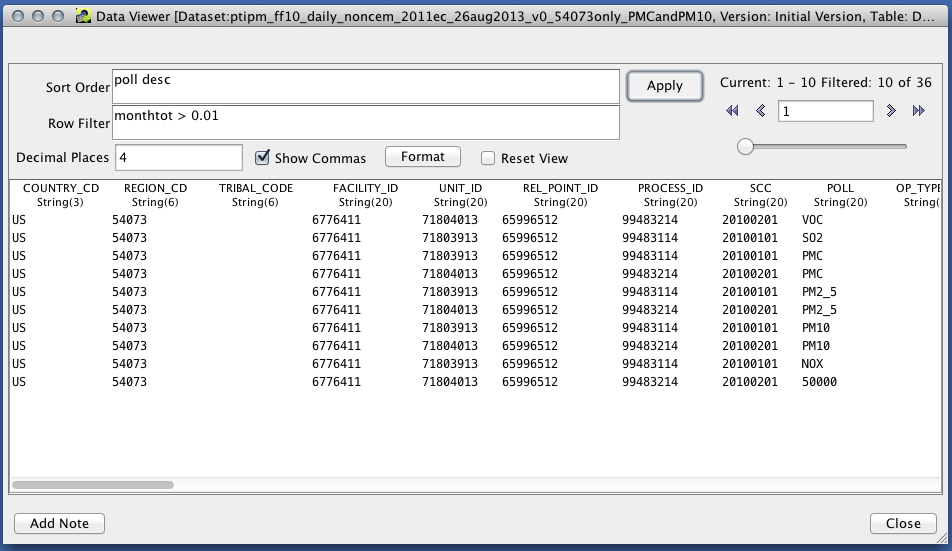 Data Viewer [Dataset:ptipm_ff10_daily_noncem_2011ec_26aug2013_v0_54073only_PMCandPM10, Version: Initial Version, Table: D...
Sort Order poll desc Apply Current: 1 - 10 Filtered: 10 of 36
Row Filter monthtot > 0.01 1
Decimal Places 4 Show Commas Format Reset View
COUNTRY_CD REGION_CD TRIBAL_CODE FACILITY_ID UNIT_ID REL_POINT_ID PROCESS_ID SCC POLL OP_TYPE
String(3) String(6) String(6) String(20) String(20) String(20) String(20) String(20) String(20) String(
US 54073 6776411 71804013 65996512 99483214 20100201 VOC
US 54073 6776411 71803913 65996512 99483114 20100101 SO2
US 54073 6776411 71803913 65996512 99483114 20100101 PMC
US 54073 6776411 71804013 65996512 99483214 20100201 PMC
US 54073 6776411 71803913 65996512 99483114 20100101 PM2_5
US 54073 6776411 71804013 65996512 99483214 20100201 PM2_5
US 54073 6776411 71803913 65996512 99483114 20100101 PM10
US 54073 6776411 71804013 65996512 99483214 20100201 PM10
US 54073 6776411 71803913 65996512 99483114 20100101 NOX
US 54073 6776411 71804013 65996512 99483214 20100201 50000
Add Note Close